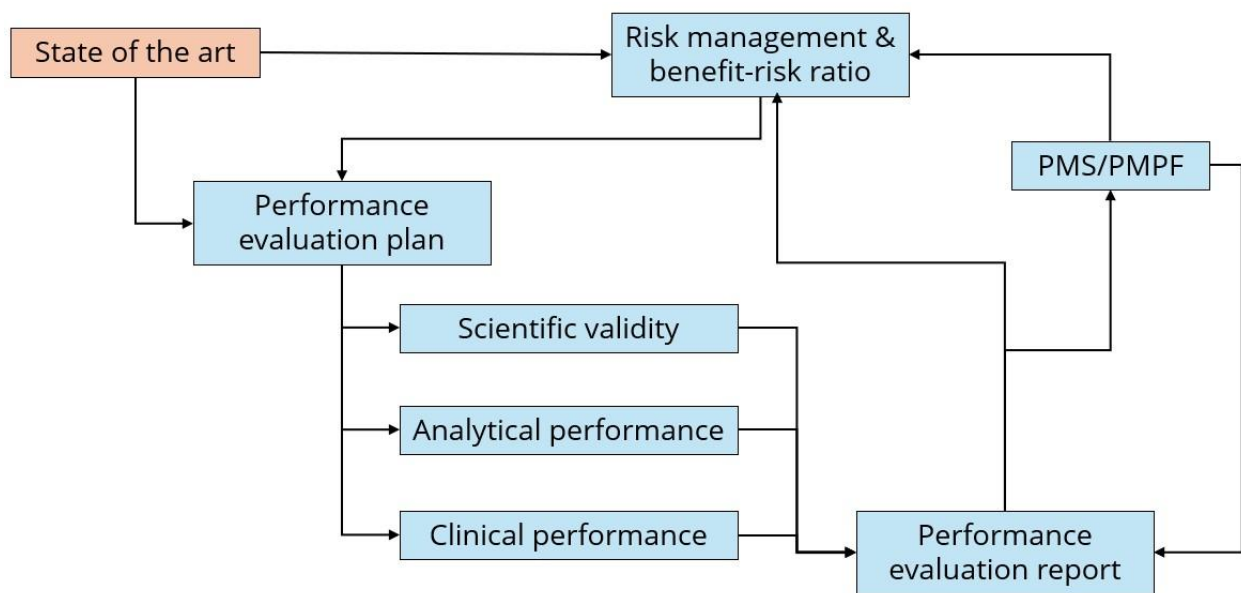 State of the art
Risk management &
benefit-risk ratio
PMS/PMPF
Performance
evaluation plan
Scientific validity
Analytical performance
Clinical performance
Performance
evaluation report